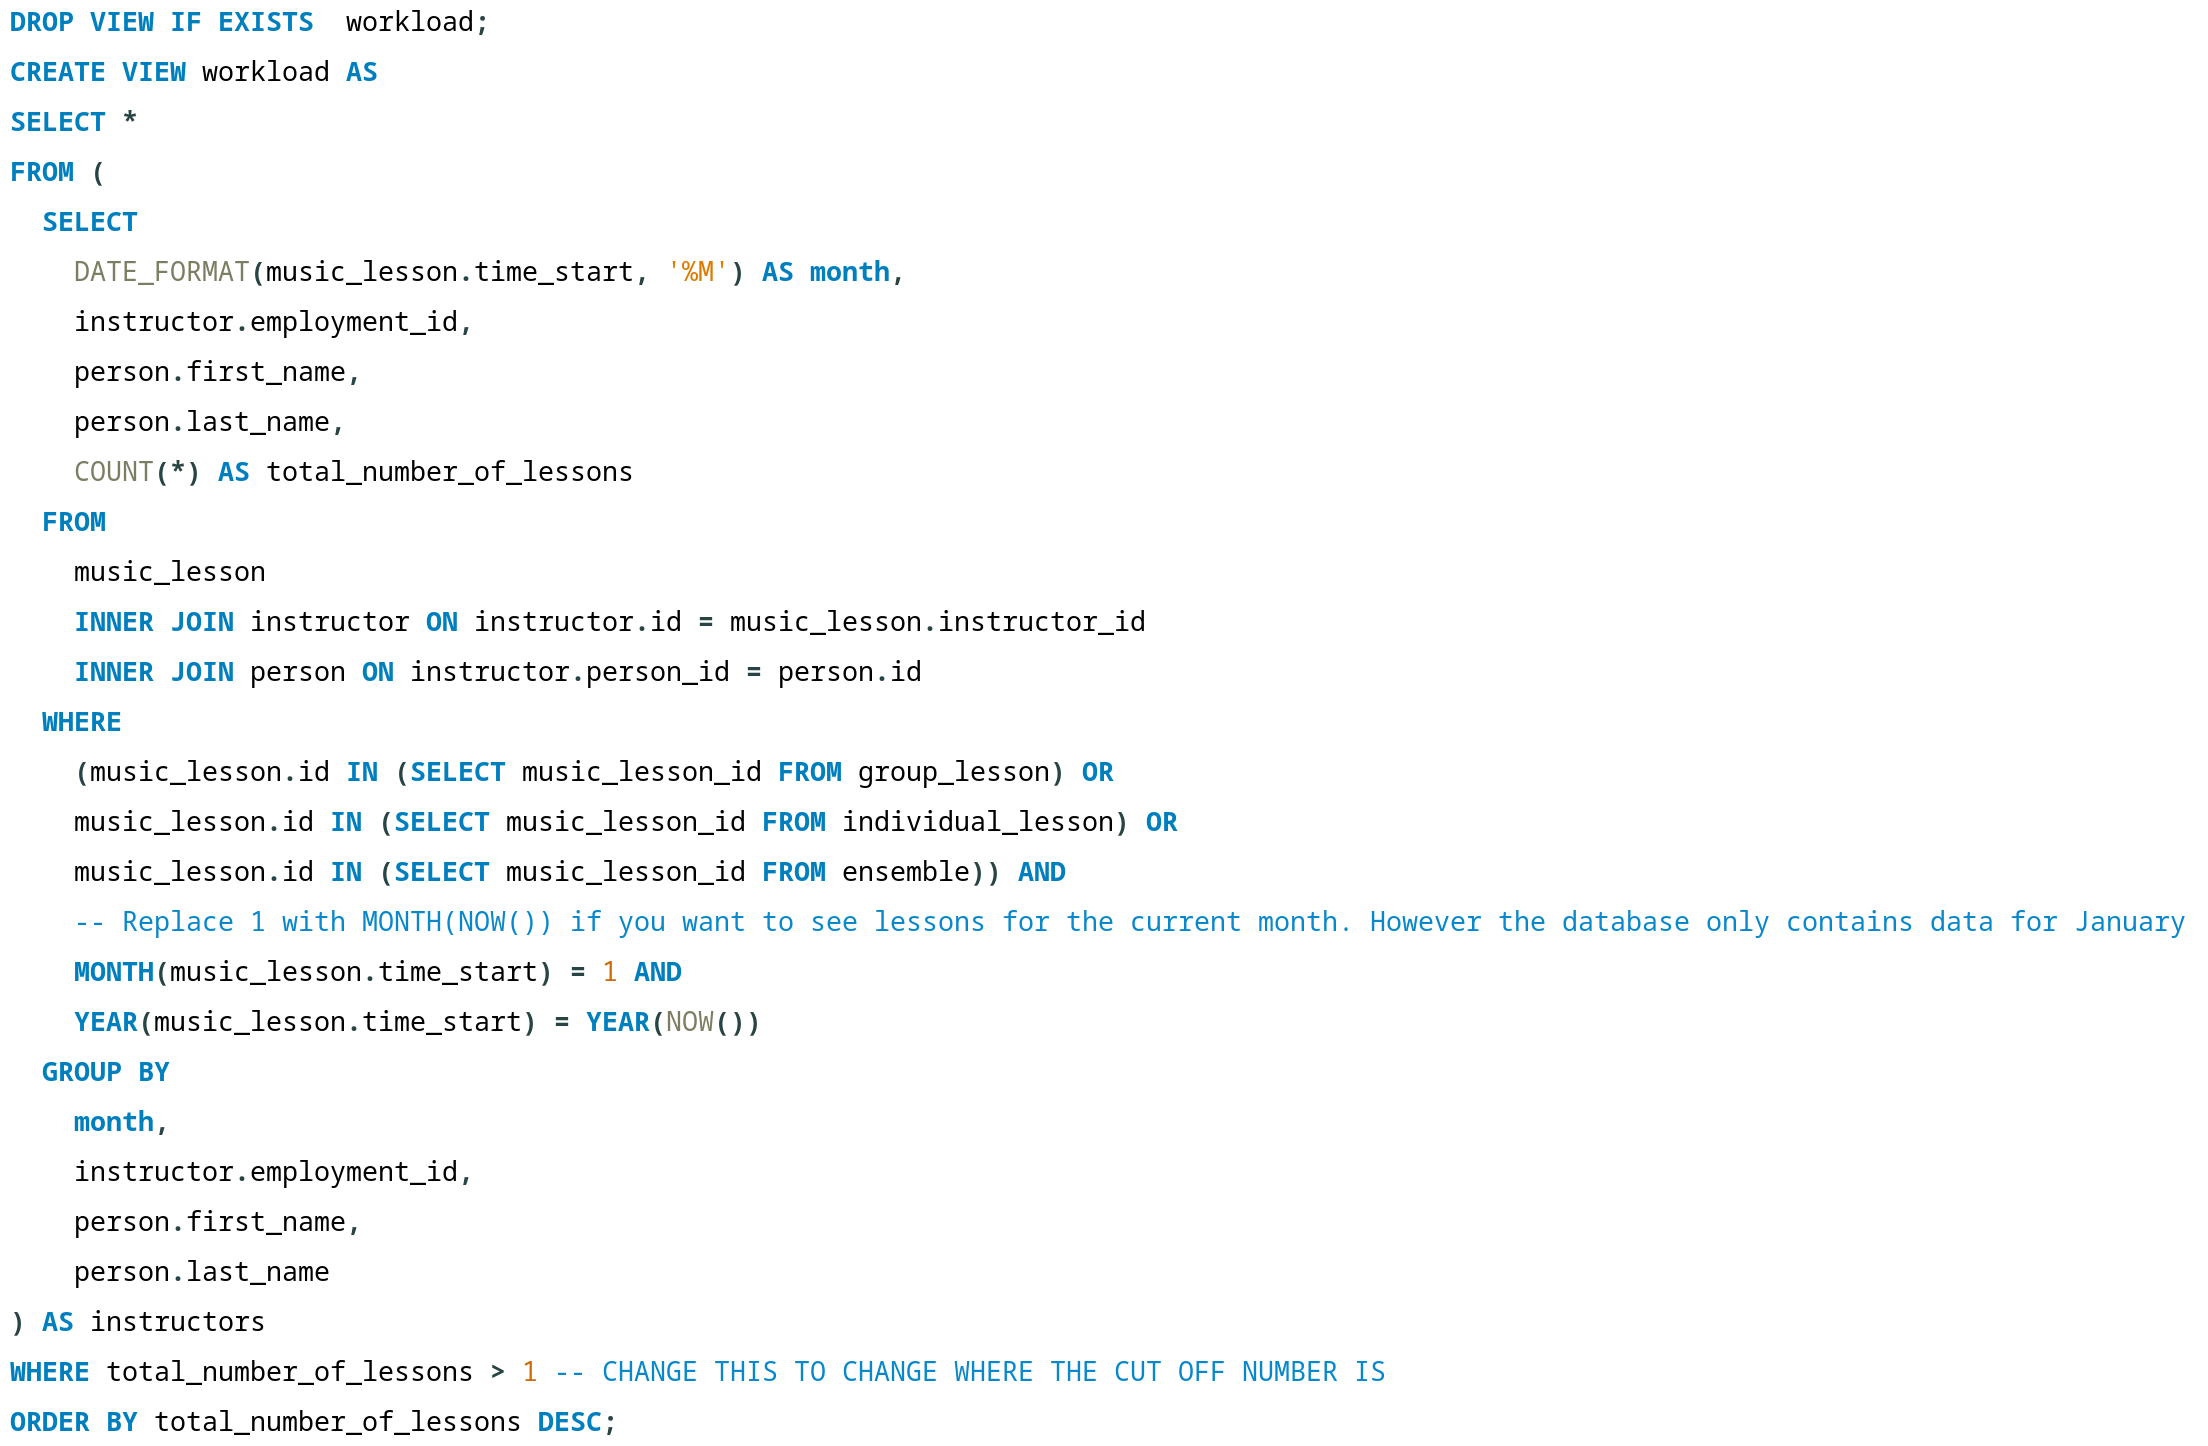 DROP VIEW IF EXISTS  workload;
CREATE VIEW workload AS
SELECT *
FROM (
  SELECT
    DATE_FORMAT(music_lesson.time_start, '%M') AS month,
    instructor.employment_id,
    person.first_name,
    person.last_name,
    COUNT(*) AS total_number_of_lessons
  FROM
    music_lesson
    INNER JOIN instructor ON instructor.id = music_lesson.instructor_id
    INNER JOIN person ON instructor.person_id = person.id
  WHERE
    (music_lesson.id IN (SELECT music_lesson_id FROM group_lesson) OR
    music_lesson.id IN (SELECT music_lesson_id FROM individual_lesson) OR
    music_lesson.id IN (SELECT music_lesson_id FROM ensemble)) AND
    -- Replace 1 with MONTH(NOW()) if you want to see lessons for the current month. However the database only contains data for January
    MONTH(music_lesson.time_start) = 1 AND
    YEAR(music_lesson.time_start) = YEAR(NOW())
  GROUP BY
    month,
    instructor.employment_id,
    person.first_name,
    person.last_name
) AS instructors
WHERE total_number_of_lessons > 1 -- CHANGE THIS TO CHANGE WHERE THE CUT OFF NUMBER IS
ORDER BY total_number_of_lessons DESC;